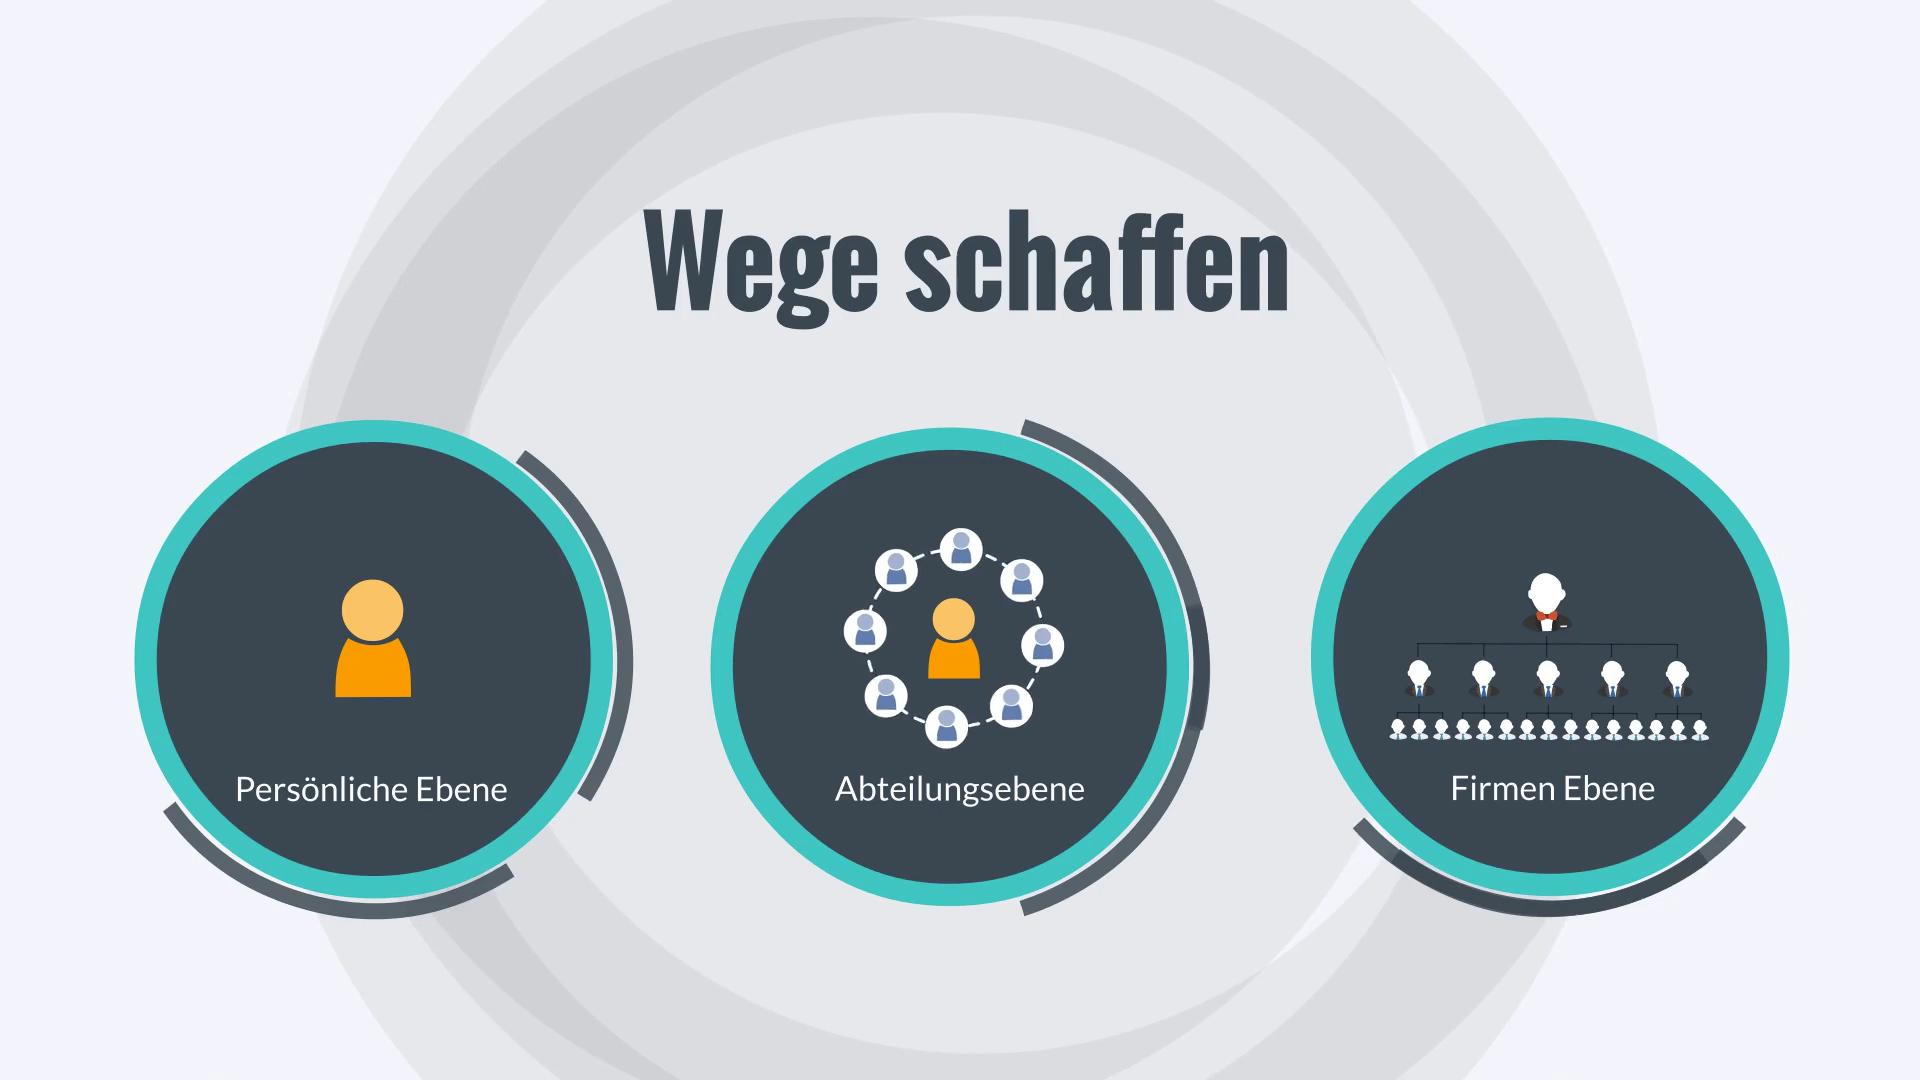 Wege schaffen
Persönliche Ebene
Abteilungsebene
Firmen Ebene